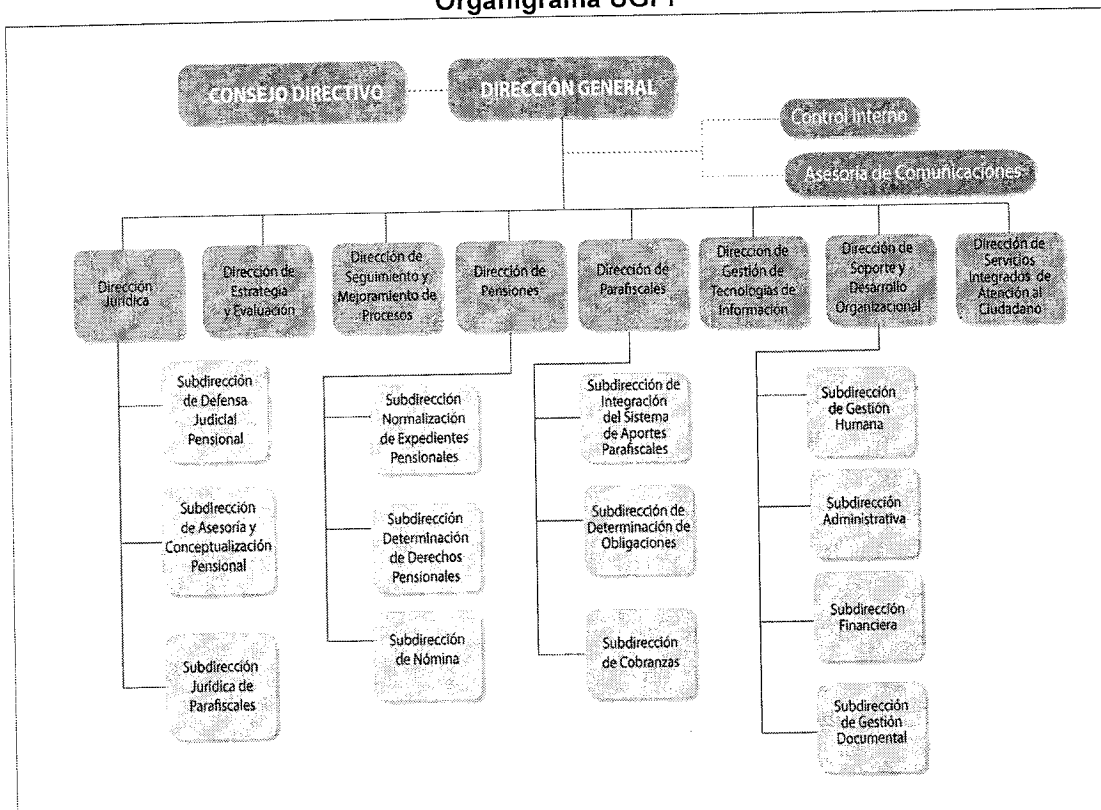 Organigrama UGPP
CONSEJO DIRECTIVO
DIRECCIÓN GENERAL
Control Interno
Asesoría de Comunicaciones
Dirección
Jurídica
Dirección de
Estrategia
y Evaluación
Dirección de
Seguimiento y
Mejoramiento de
Procesos
Dirección de
Pensiones
Dirección de
Parafiscales
Dirección de
Gestión de
Tecnologías de
Información
Dirección de
Soporte y
Desarrollo
Organizacional
Dirección de
Servicios
Integrados de
Atención al
Ciudadano
Subdirección
de Defensa
Judicial
Pensional
Subdirección
de Asesoría y
Conceptualización
Pensional
Subdirección
Jurídica de
Parafiscales
Subdirección
Normalización
de Expedientes
Pensionales
Subdirección
Determinación
de Derechos
Pensionales
Subdirección
de Nómina
Subdirección de
Integración
del Sistema
de Aportes
Parafiscales
Subdirección de
Determinación de
Obligaciones
Subdirección
de Cobranzas
Subdirección
de Gestión
Humana
Subdirección
Administrativa
Subdirección
Financiera
Subdirección
de Gestión
Documental